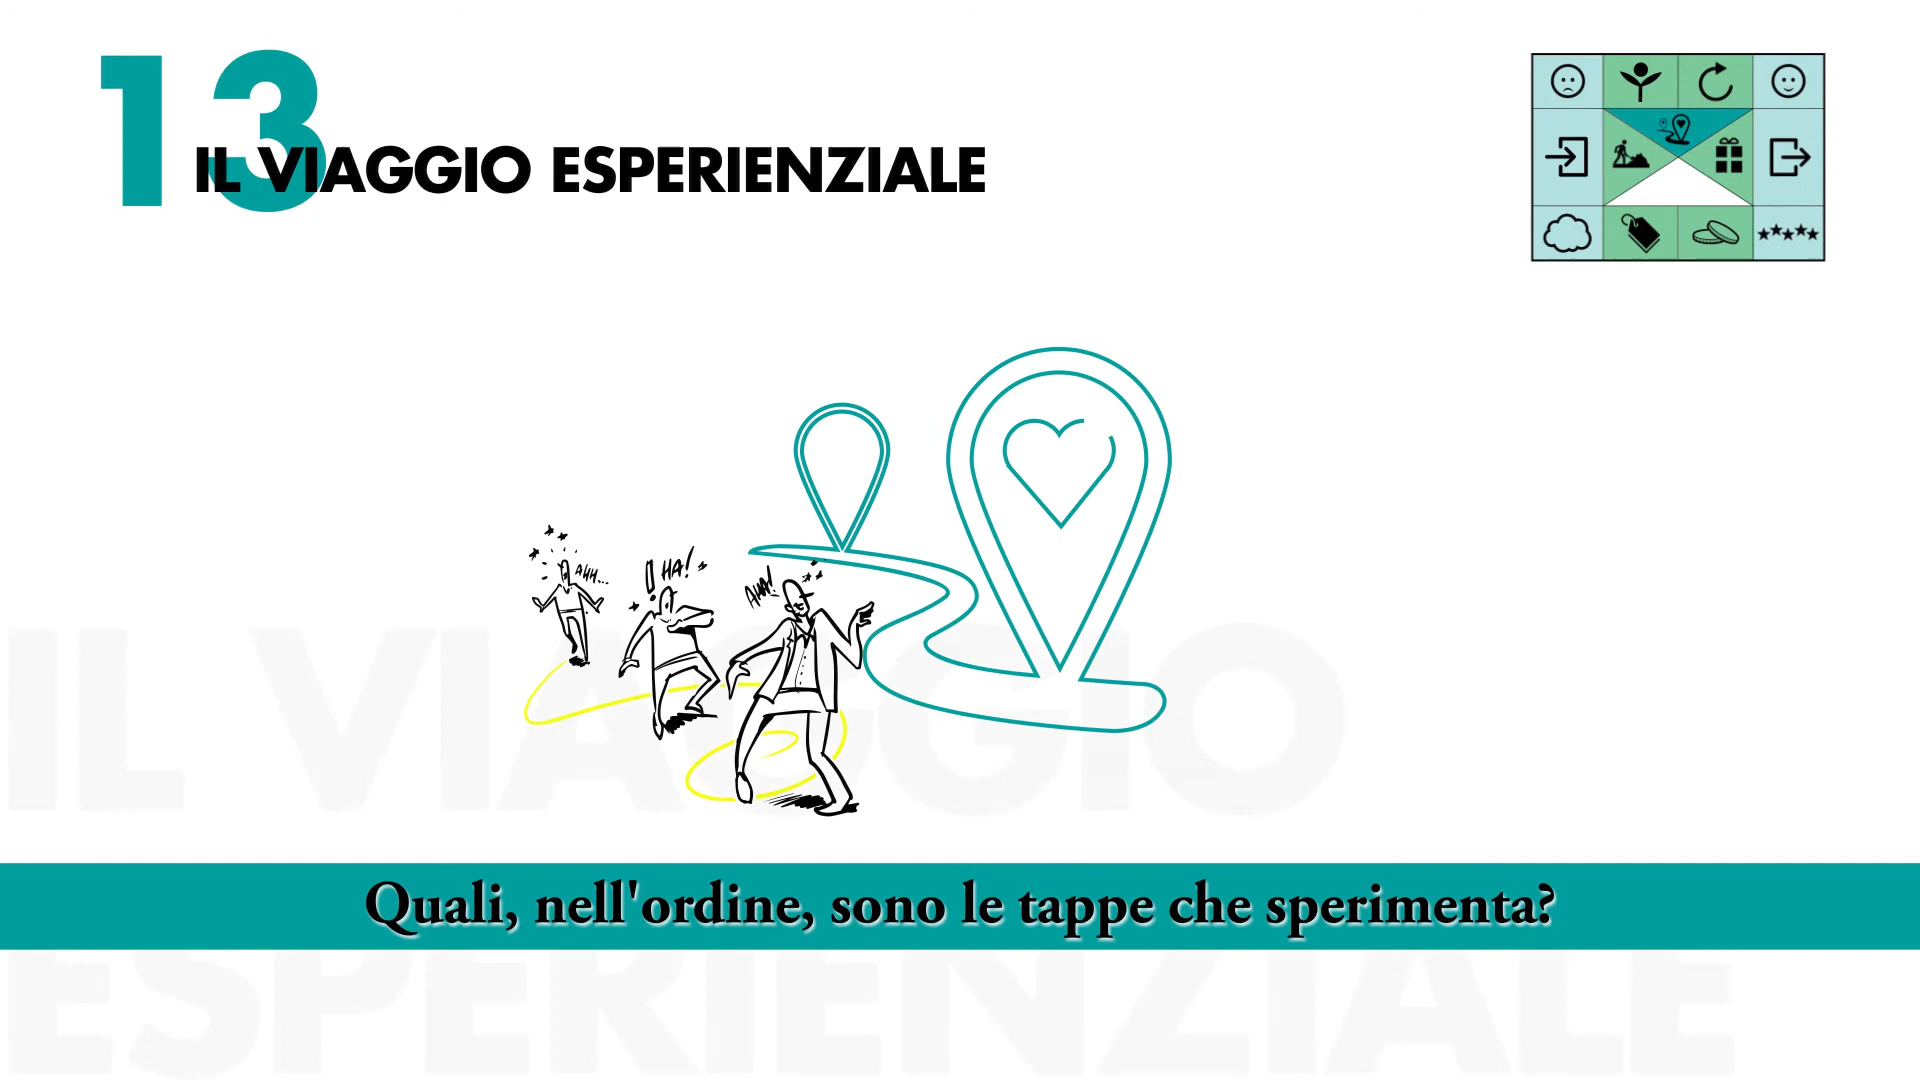 13
IL VIAGGIO ESPERIENZIALE
AHH...
! HA!
AHA!
IL VIAGGIO
Quali, nell'ordine, sono le tappe che sperimenta?
ESPERIENZIALE